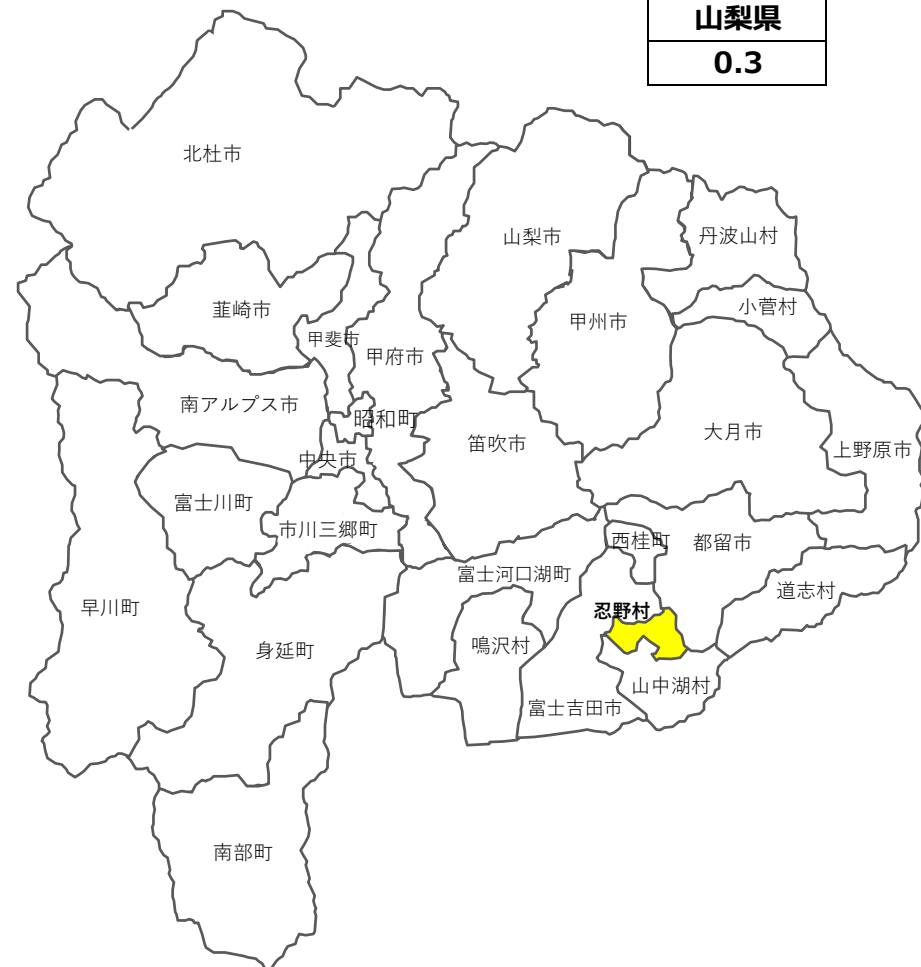 山梨県
0.3
北杜市
山梨市
丹波山村
韮崎市
小菅村
甲州市
甲斐市
甲府市
南アルプス市
昭和町
大月市
笛吹市
上野原市
中央市
富士川町
市川三郷町
西桂町
都留市
富士河口湖町
道志村
早川町
忍野村
身延町
鳴沢村
山中湖村
富士吉田市
南部町